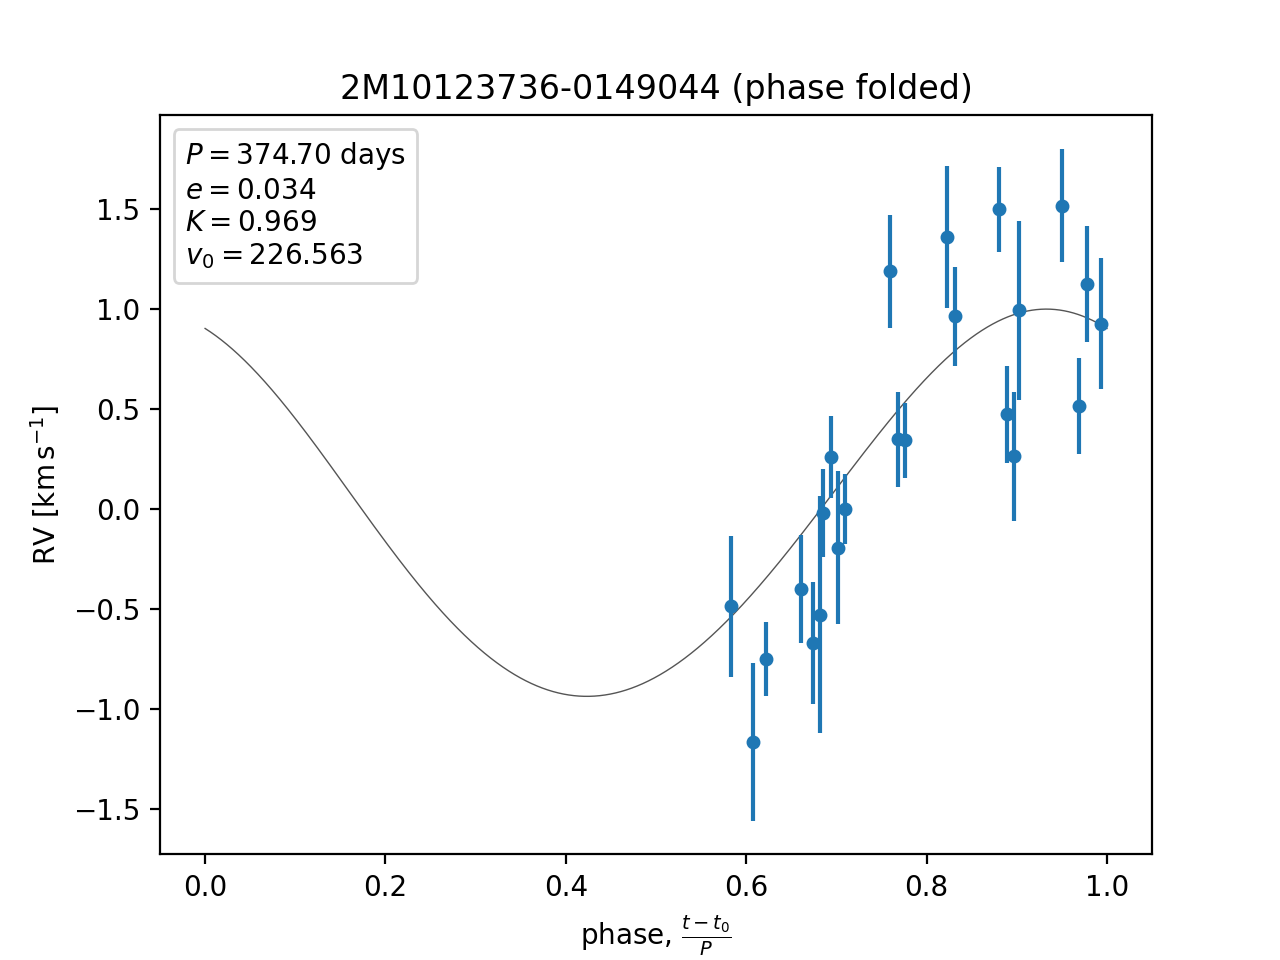 2M10123736-0149044 (phase folded)
P = 374.70 days
e = 0.034
K = 0.969
v₀ = 226.563
1.5
1.0
0.5
0.0
−0.5
−1.0
−1.5
RV [km s⁻¹]
0.0 0.2 0.4 0.6 0.8 1.0
phase, (t − t₀)/P